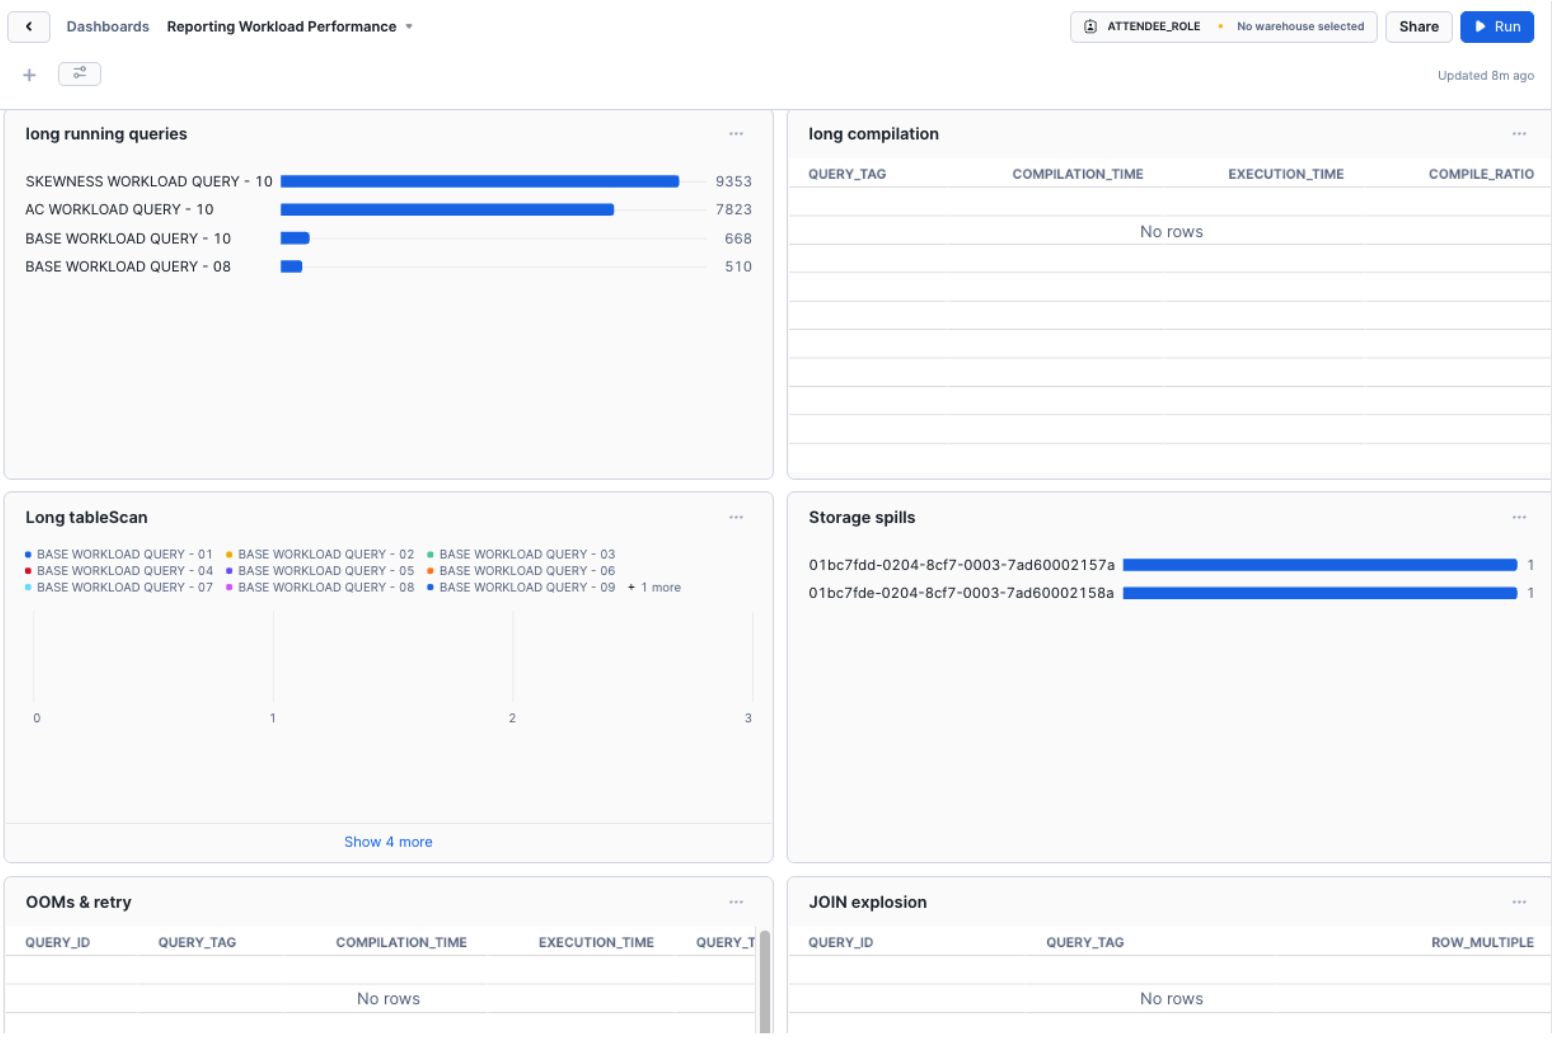 Dashboards Reporting Workload Performance
ATTENDEE_ROLE • No warehouse selected Share Run
Updated 8m ago
long running queries
SKEWNESS WORKLOAD QUERY - 10 9353
AC WORKLOAD QUERY - 10 7823
BASE WORKLOAD QUERY - 10 668
BASE WORKLOAD QUERY - 08 510
long compilation
QUERY_TAG COMPILATION_TIME EXECUTION_TIME COMPILE_RATIO
No rows
Long tableScan
BASE WORKLOAD QUERY - 01 BASE WORKLOAD QUERY - 02 BASE WORKLOAD QUERY - 03
BASE WORKLOAD QUERY - 04 BASE WORKLOAD QUERY - 05 BASE WORKLOAD QUERY - 06
BASE WORKLOAD QUERY - 07 BASE WORKLOAD QUERY - 08 BASE WORKLOAD QUERY - 09 + 1 more
0 1 2 3
Show 4 more
Storage spills
01bc7fdd-0204-8cf7-0003-7ad60002157a 1
01bc7fde-0204-8cf7-0003-7ad60002158a 1
OOMs & retry
QUERY_ID QUERY_TAG COMPILATION_TIME EXECUTION_TIME QUERY_T
No rows
JOIN explosion
QUERY_ID QUERY_TAG ROW_MULTIPLE
No rows